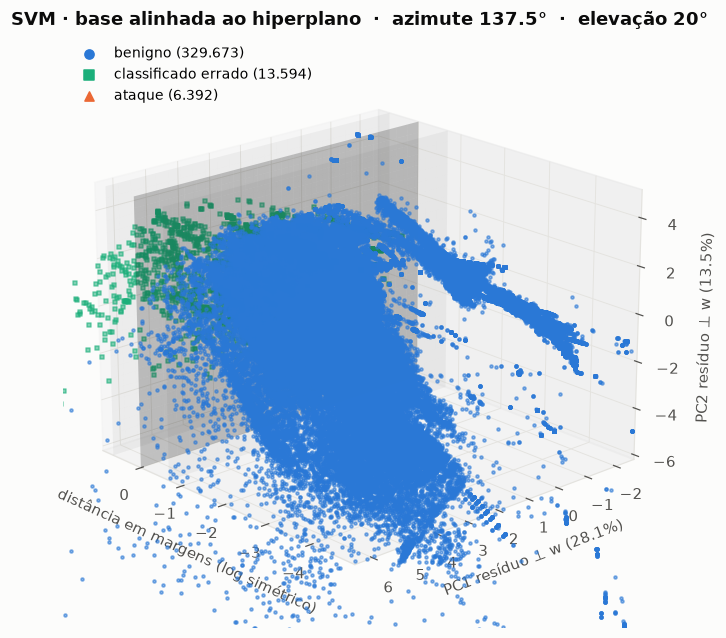 SVM · base alinhada ao hiperplano · azimute 137.5° · elevação 20°
benigno (329.673)
classificado errado (13.594)
ataque (6.392)
4
2
0
−2
−4
−6
PC2 resíduo ⊥ w (13.5%)
0
−1
−2
−3
−4
distância em margens (log simétrico)
6
5
4
3
2
1
0
−1
−2
PC1 resíduo ⊥ w (28.1%)